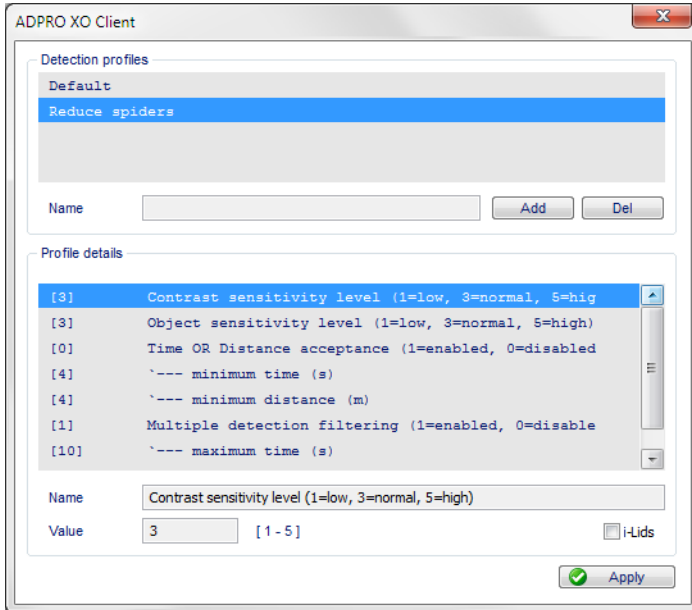 ADPRO XO Client
Detection profiles
Default
Reduce spiders
Name Add Del
Profile details
[3] Contrast sensitivity level (1=low, 3=normal, 5=hig
[3] Object sensitivity level (1=low, 3=normal, 5=high)
[0] Time OR Distance acceptance (1=enabled, 0=disabled
[4] `--- minimum time (s)
[4] `--- minimum distance (m)
[1] Multiple detection filtering (1=enabled, 0=disable
[10] `--- maximum time (s)
Name Contrast sensitivity level (1=low, 3=normal, 5=high)
Value 3 [1-5] i-Lids
Apply